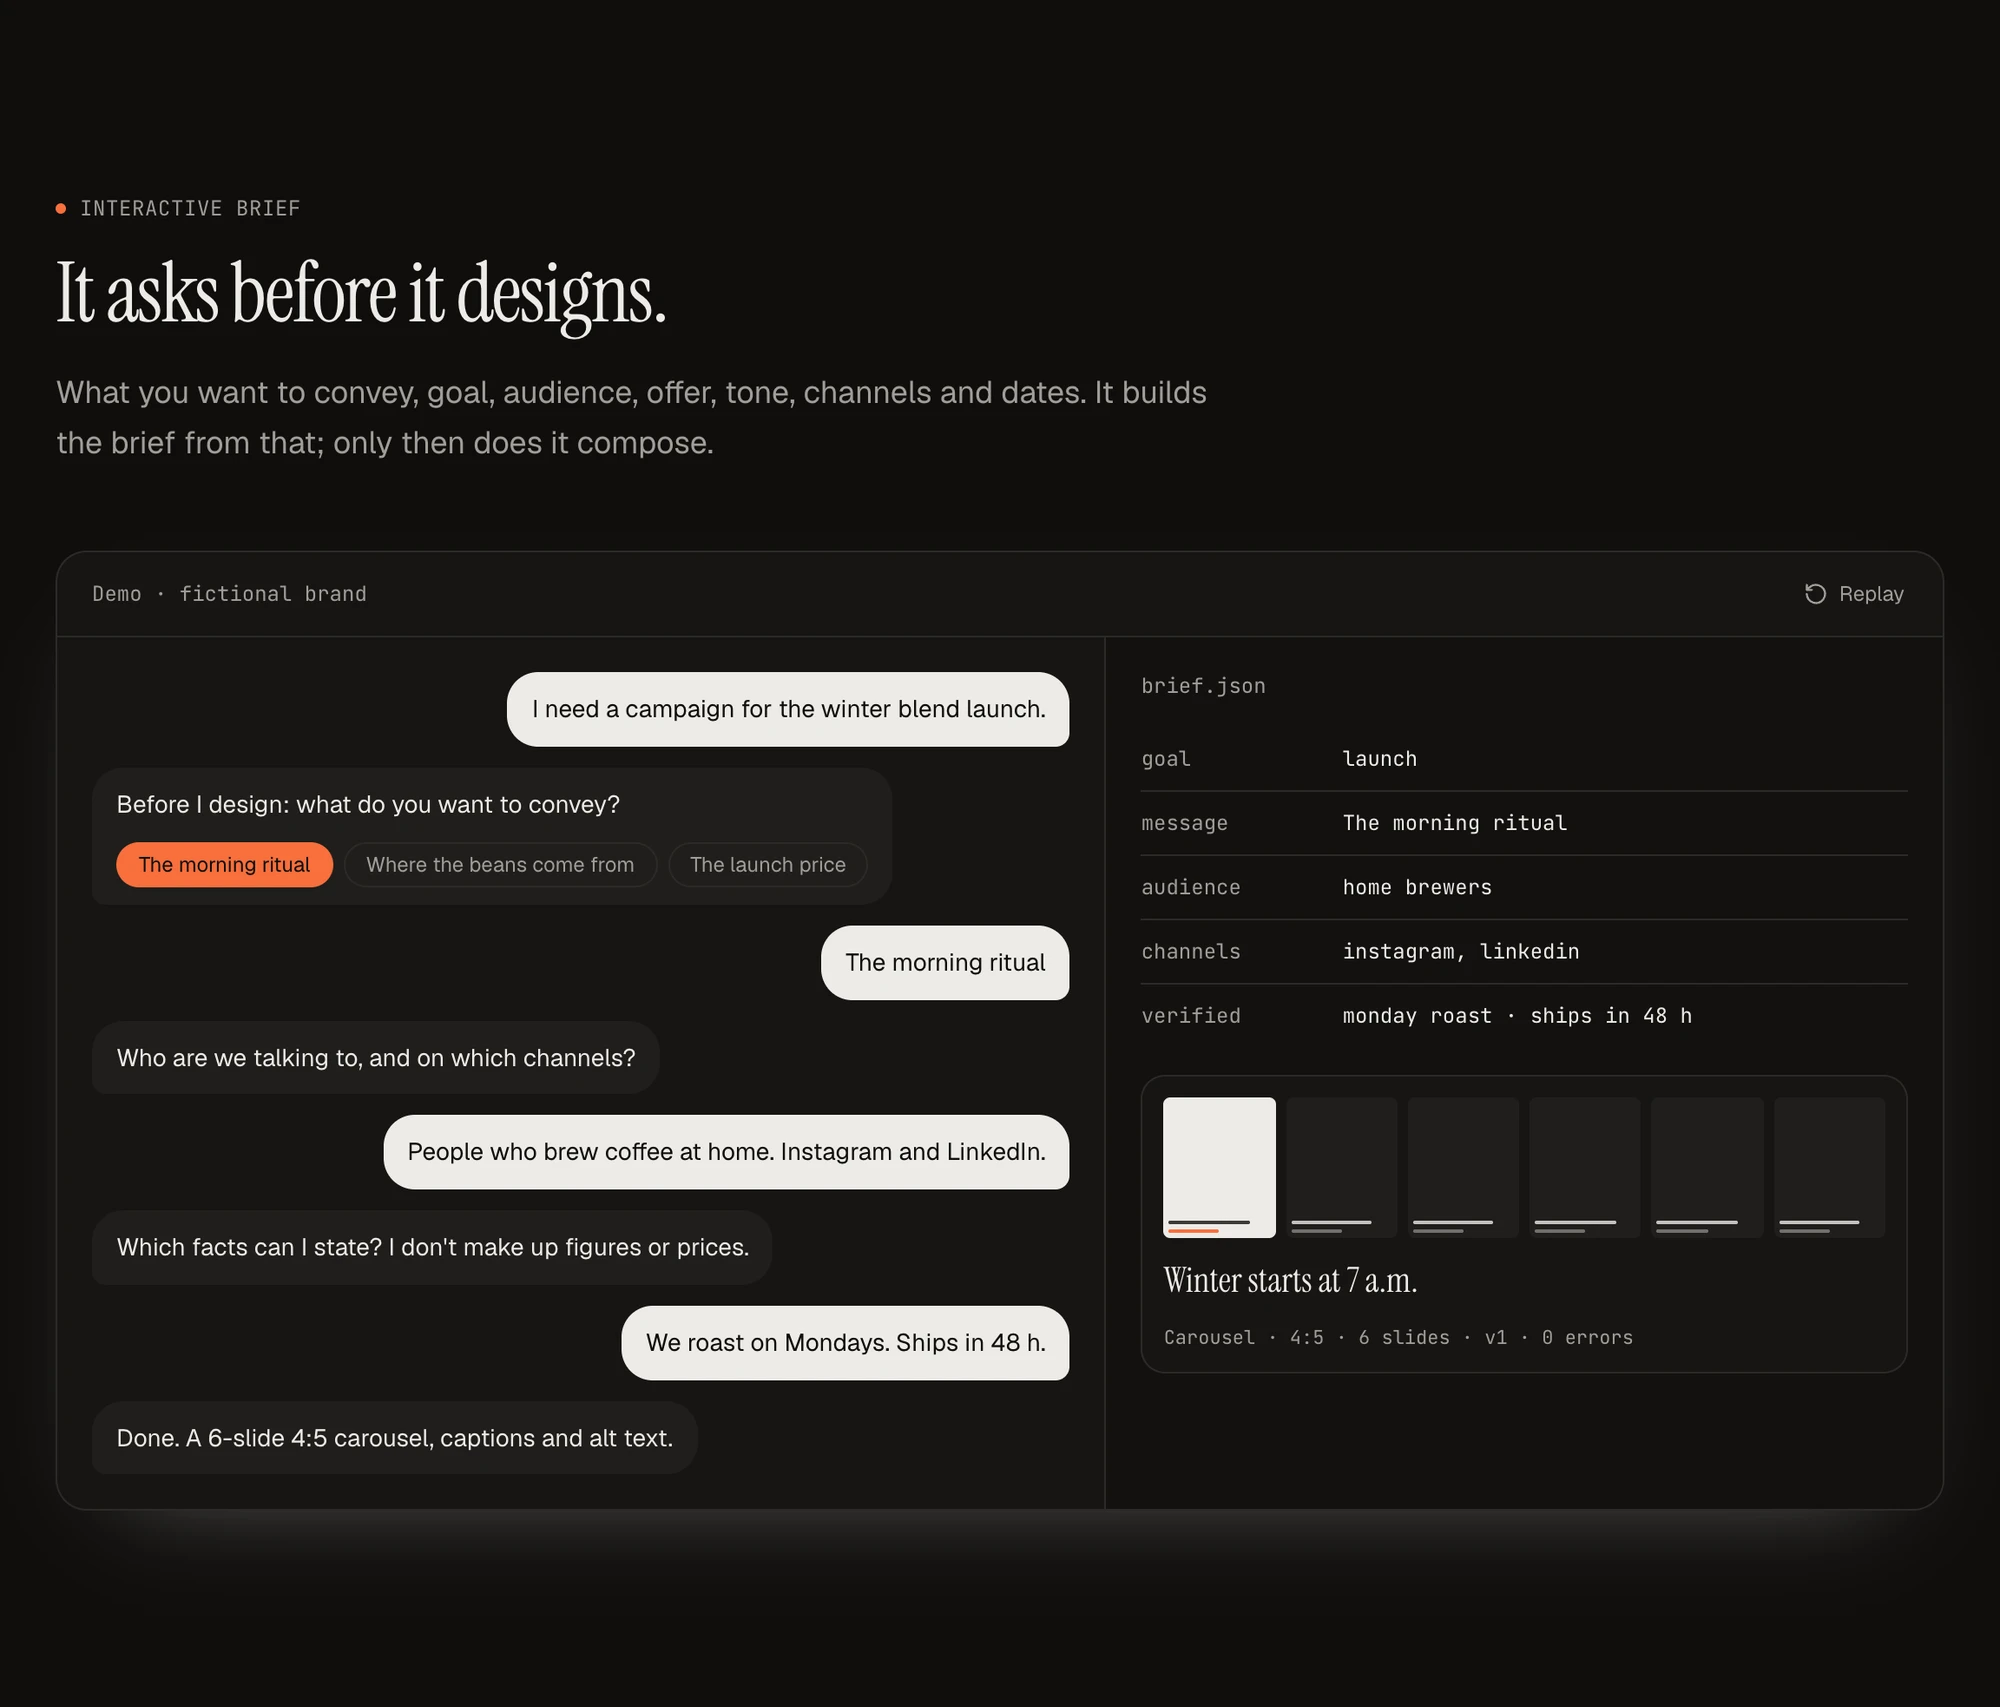 INTERACTIVE BRIEF
It asks before it designs.
What you want to convey, goal, audience, offer, tone, channels and dates. It builds
the brief from that; only then does it compose.
Demo · fictional brand
Replay
I need a campaign for the winter blend launch.
Before I design: what do you want to convey?
The morning ritual
Where the beans come from
The launch price
The morning ritual
Who are we talking to, and on which channels?
People who brew coffee at home. Instagram and LinkedIn.
Which facts can I state? I don't make up figures or prices.
We roast on Mondays. Ships in 48 h.
Done. A 6-slide 4:5 carousel, captions and alt text.
brief.json
goal launch
message The morning ritual
audience home brewers
channels instagram, linkedin
verified monday roast · ships in 48 h
Winter starts at 7 a.m.
Carousel · 4:5 · 6 slides · v1 · 0 errors